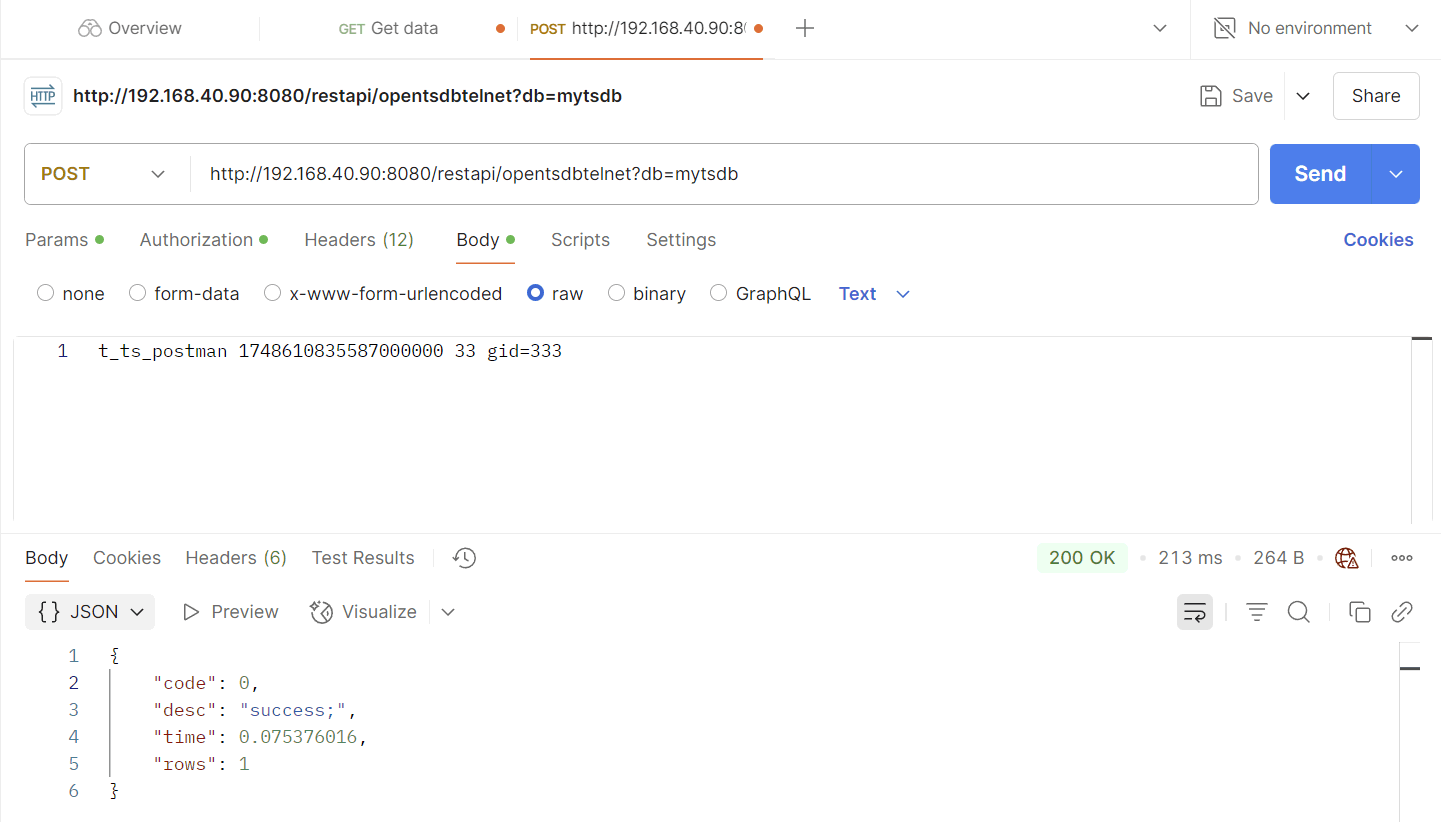 Overview
GET Get data
POST http://192.168.40.90:8
No environment
HTTP
http://192.168.40.90:8080/restapi/opentsdbtelnet?db=mytsdb
Save
Share
POST
http://192.168.40.90:8080/restapi/opentsdbtelnet?db=mytsdb
Send
Params
Authorization
Headers (12)
Body
Scripts
Settings
Cookies
none
form-data
x-www-form-urlencoded
raw
binary
GraphQL
Text
1 t_ts_postman 1748610835587000000 33 gid=333
Body
Cookies
Headers (6)
Test Results
200 OK
213 ms
264 B
{} JSON
Preview
Visualize
1 {
2 "code": 0,
3 "desc": "success;",
4 "time": 0.075376016,
5 "rows": 1
6 }